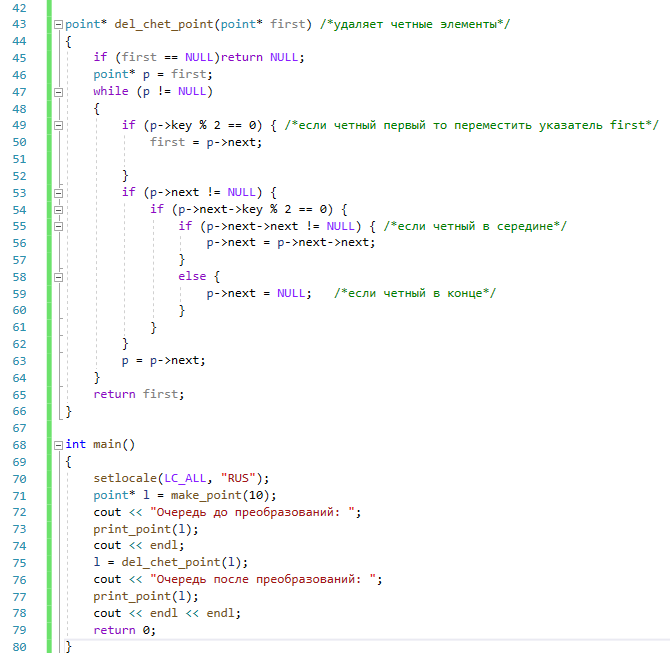 42
43 point* del_chet_point(point* first) /*удаляет четные элементы*/
44 {
45     if (first == NULL)return NULL;
46     point* p = first;
47     while (p != NULL)
48     {
49         if (p->key % 2 == 0) { /*если четный первый то переместить указатель first*/
50             first = p->next;
51
52         }
53         if (p->next != NULL) {
54             if (p->next->key % 2 == 0) {
55                 if (p->next->next != NULL) { /*если четный в середине*/
56                     p->next = p->next->next;
57                 }
58                 else {
59                     p->next = NULL;   /*если четный в конце*/
60                 }
61             }
62         }
63         p = p->next;
64     }
65     return first;
66 }
67
68 int main()
69 {
70     setlocale(LC_ALL, "RUS");
71     point* l = make_point(10);
72     cout << "Очередь до преобразований: ";
73     print_point(l);
74     cout << endl;
75     l = del_chet_point(l);
76     cout << "Очередь после преобразований: ";
77     print_point(l);
78     cout << endl << endl;
79     return 0;
80 }